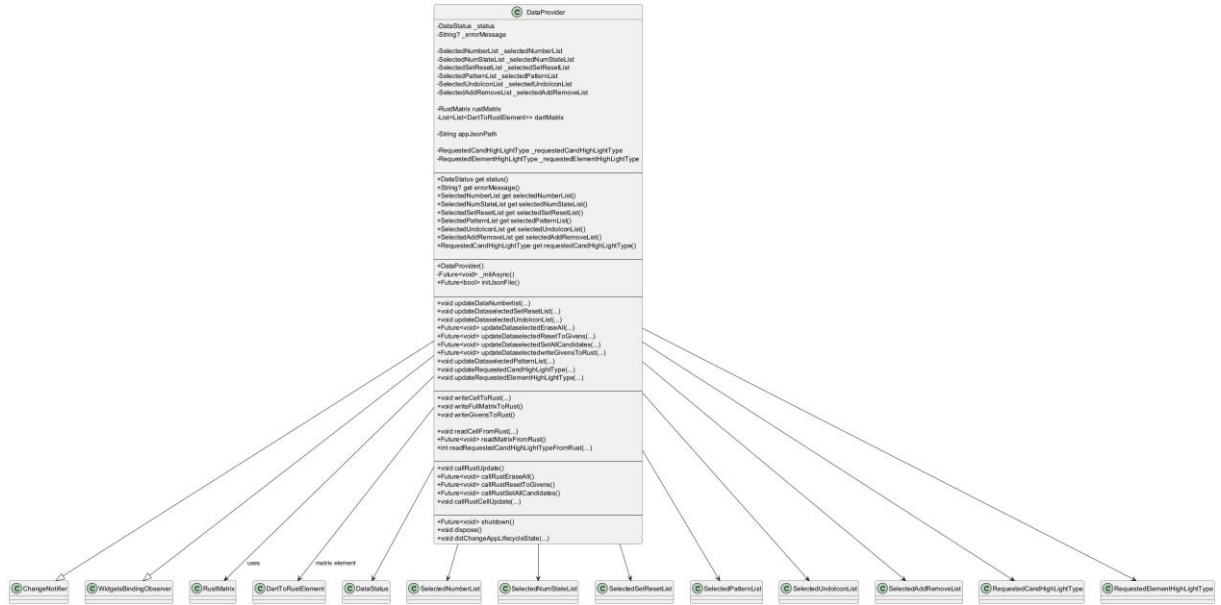 C DataProvider
-DataStatus _status
-String? _errorMessage
-SelectedNumberList _selectedNumberList
-SelectedNumStateList _selectedNumStateList
-SelectedSetResetList _selectedSetResetList
-SelectedPatternList _selectedPatternList
-SelectedUndoIconList _selectedUndoIconList
-SelectedAddRemoveList _selectedAddRemoveList
-RustMatrix rustMatrix
-List<List<DartToRustElement>> dartMatrix
-String appJsonPath
-RequestedCandHighLightType _requestedCandHighLightType
-RequestedElementHighLightType _requestedElementHighLightType
+DataStatus get status()
+String? get errorMessage()
+SelectedNumberList get selectedNumberList()
+SelectedNumStateList get selectedNumStateList()
+SelectedSetResetList get selectedSetResetList()
+SelectedPatternList get selectedPatternList()
+SelectedUndoIconList get selectedUndoIconList()
+SelectedAddRemoveList get selectedAddRemoveList()
+RequestedCandHighLightType get requestedCandHighLightType()
+DataProvider()
-Future<void> _initAsync()
+Future<bool> initJsonFile()
+void updateDataNumberlist(...)
+void updateDataselectedSetResetList(...)
+void updateDataselectedUndoIconList(...)
+Future<void> updateDataselectedEraseAll(...)
+Future<void> updateDataselectedResetToGivens(...)
+Future<void> updateDataselectedSetAllCandidates(...)
+Future<void> updateDataselectedwriteGivensToRust(...)
+void updateDataselectedPatternList(...)
+void updateRequestedCandHighLightType(...)
+void updateRequestedElementHighLightType(...)
+void writeCellToRust(...)
+void writeFullMatrixToRust()
+void writeGivensToRust()
+void readCellFromRust(...)
+Future<void> readMatrixFromRust()
+int readRequestedCandHighLightTypeFromRust(...)
+void callRustUpdate()
+Future<void> callRustEraseAll()
+Future<void> callRustResetToGivens()
+Future<void> callRustSetAllCandidates()
+void callRustCellUpdate(...)
+Future<void> shutdown()
+void dispose()
+void didChangeAppLifecycleState(...)
uses
matrix element
C ChangeNotifier
C WidgetsBindingObserver
C RustMatrix
C DartToRustElement
C DataStatus
C SelectedNumberList
C SelectedNumStateList
C SelectedSetResetList
C SelectedPatternList
C SelectedUndoIconList
C SelectedAddRemoveList
C RequestedCandHighLightType
C RequestedElementHighLightType